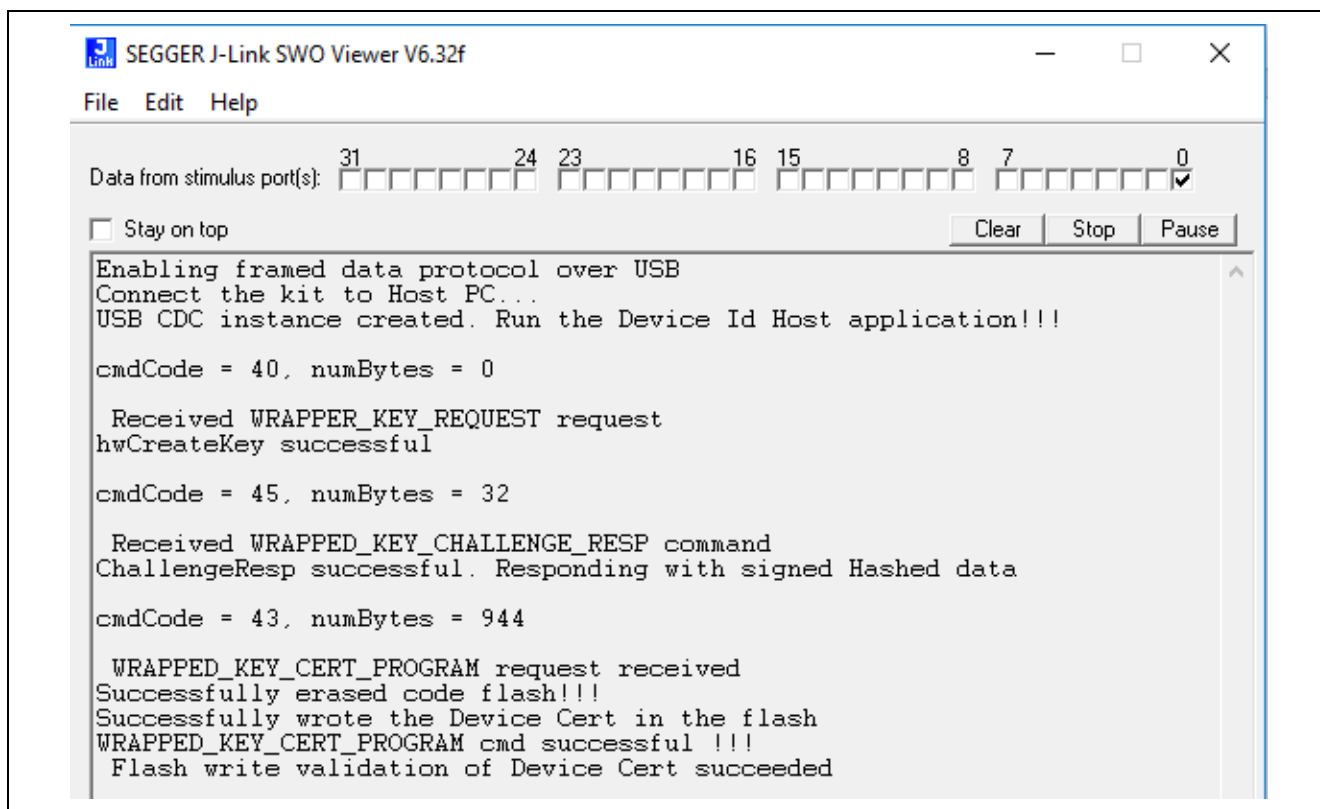 J Link SEGGER J-Link SWO Viewer V6.32f
File Edit Help
31 24 23 16 15 8 7 0
Data from stimulus port(s):
Stay on top Clear Stop Pause
Enabling framed data protocol over USB
Connect the kit to Host PC...
USB CDC instance created. Run the Device Id Host application!!!
cmdCode = 40, numBytes = 0
Received WRAPPER_KEY_REQUEST request
hwCreateKey successful
cmdCode = 45, numBytes = 32
Received WRAPPED_KEY_CHALLENGE_RESP command
ChallengeResp successful. Responding with signed Hashed data
cmdCode = 43, numBytes = 944
WRAPPED_KEY_CERT_PROGRAM request received
Successfully erased code flash!!!
Successfully wrote the Device Cert in the flash
WRAPPED_KEY_CERT_PROGRAM cmd successful !!!
Flash write validation of Device Cert succeeded